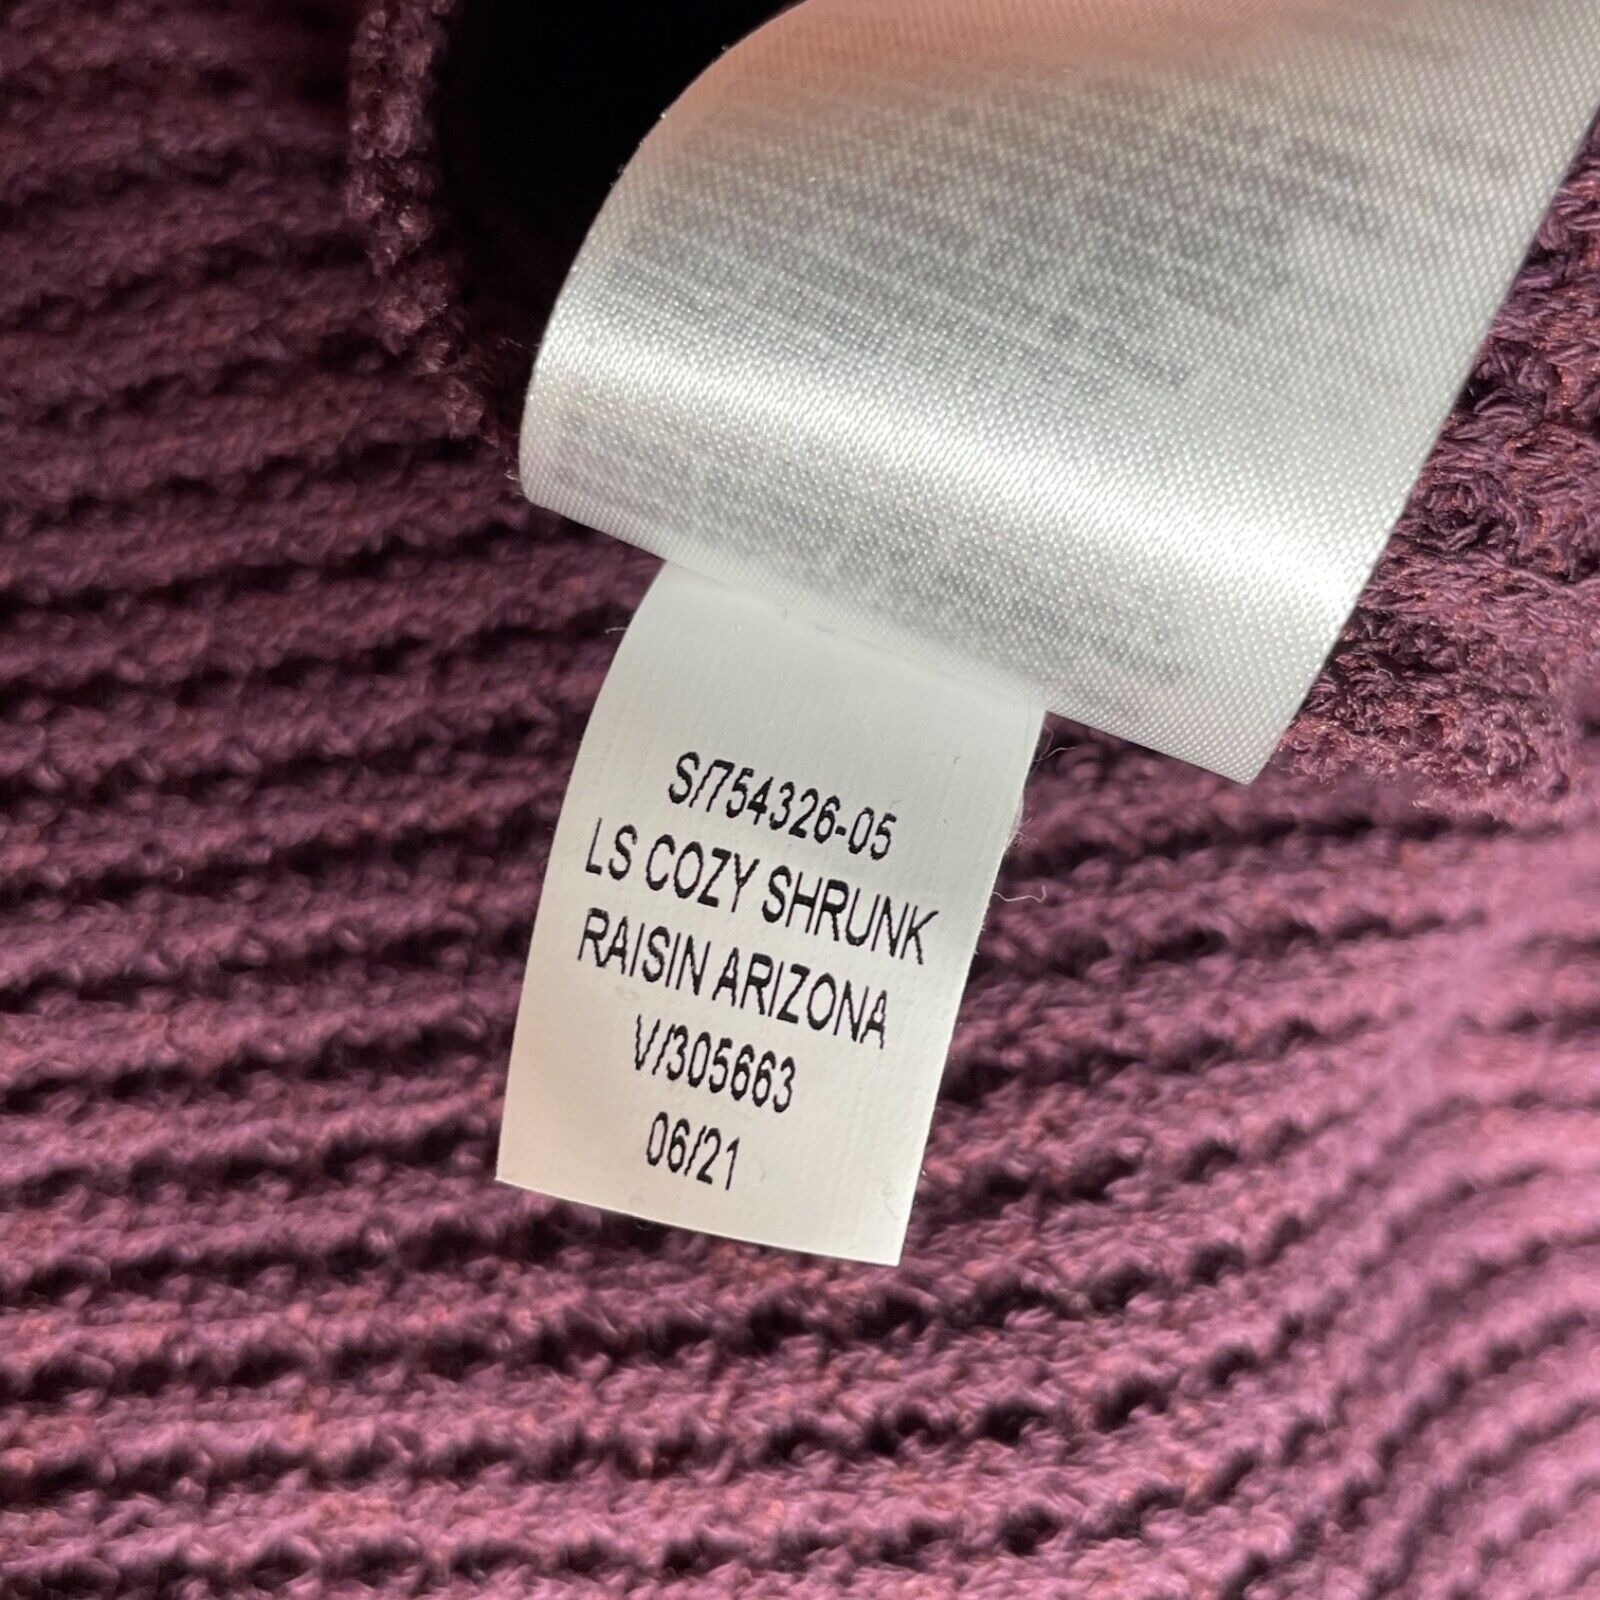 S/754326-05
LS COZY SHRUNK
RAISIN ARIZONA
V/305663
06/21